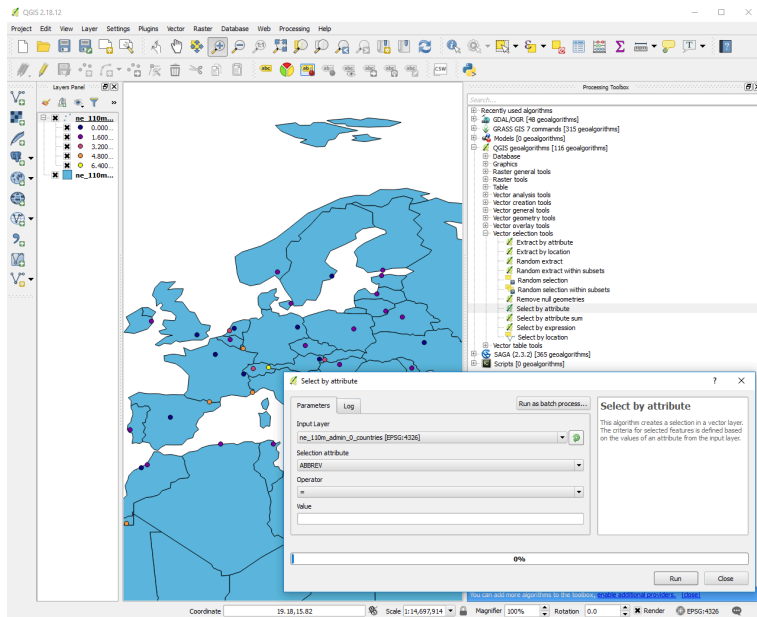 QGIS 2.18.12
Project Edit View Layer Settings Plugins Vector Raster Database Web Processing Help
CSW
Layers Panel
ne_110m...
0.000...
1.600...
3.200...
4.800...
6.400...
ne_110m...
Processing Toolbox
Search...
Recently used algorithms
GDAL/OGR [48 geoalgorithms]
GRASS GIS 7 commands [315 geoalgorithms]
Models [0 geoalgorithms]
QGIS geoalgorithms [116 geoalgorithms]
Database
Graphics
Raster general tools
Raster tools
Table
Vector analysis tools
Vector creation tools
Vector general tools
Vector geometry tools
Vector overlay tools
Vector selection tools
Extract by attribute
Extract by location
Random extract
Random extract within subsets
Random selection
Random selection within subsets
Remove null geometries
Select by attribute
Select by attribute sum
Select by expression
Select by location
Vector table tools
SAGA (2.3.2) [365 geoalgorithms]
Scripts [0 geoalgorithms]
Select by attribute
Parameters Log Run as batch process...
Input Layer
ne_110m_admin_0_countries [EPSG:4326]
Selection attribute
ABBREV
Operator
=
Value
Select by attribute
This algorithm creates a selection in a vector layer.
The criteria for selected features is defined based
on the values of an attribute from the input layer.
0%
Run Close
You can add more algorithms to the toolbox, enable additional providers. [close]
Coordinate 19.18,15.82 Scale 1:14,697,914 Magnifier 100% Rotation 0.0 Render EPSG:4326